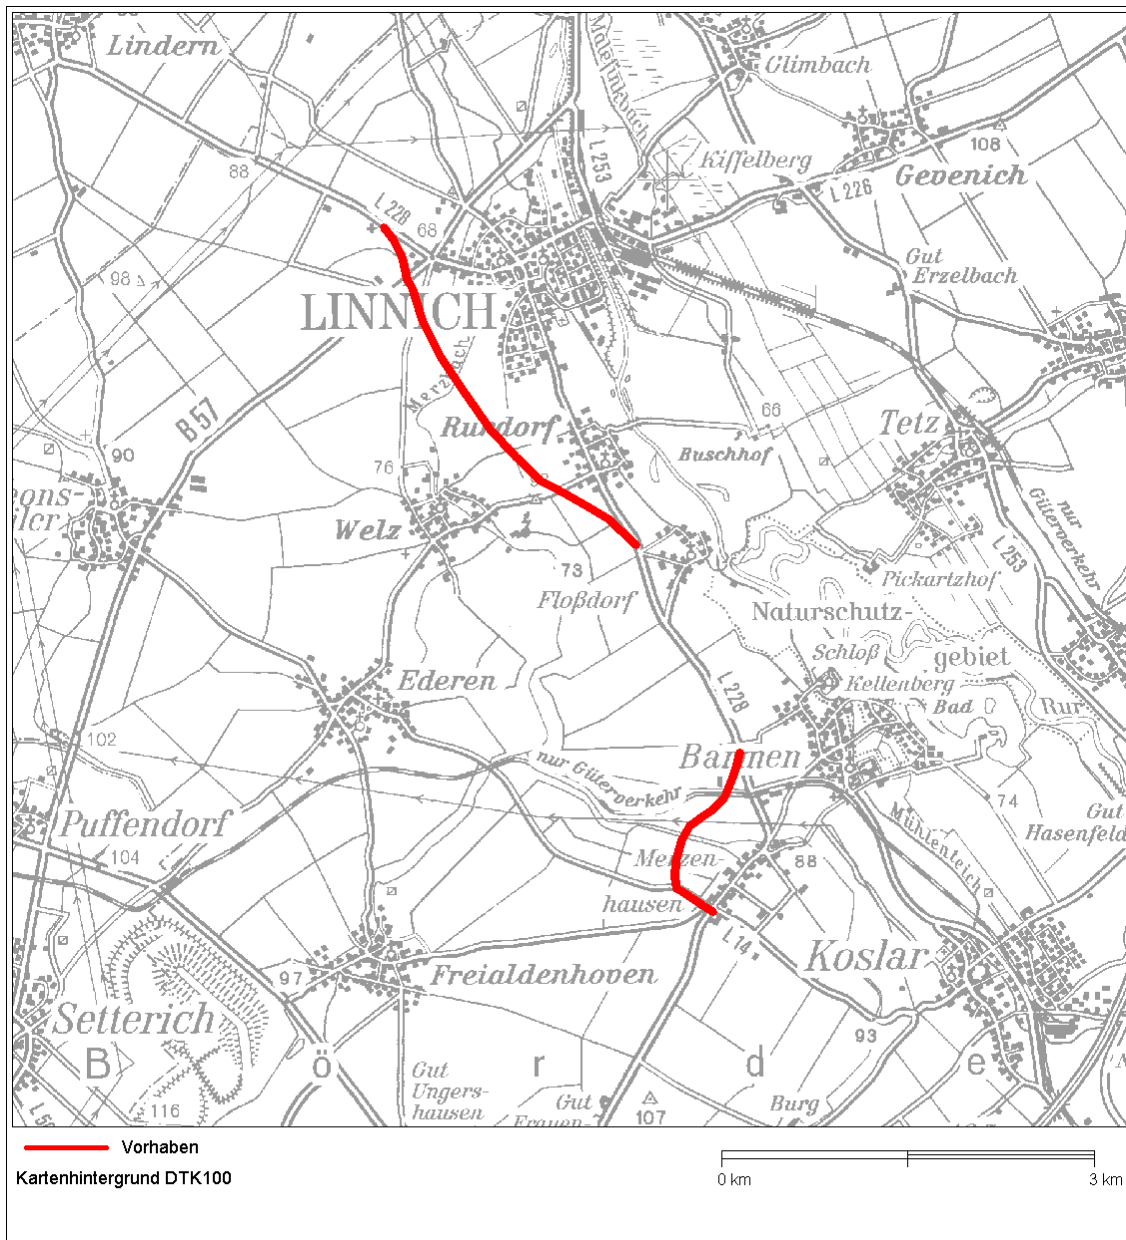 Lindern
Glimbach
Kiffelberg
108
Gevenich
L 226
L 253
88
L 228
68
Gut
Erzelbach
98
LINNICH
Merzbach
B 57
66
Tetz
Rurdorf
Buschhof
90
76
Welz
nur
Güterverkehr
L 253
73
Floßdorf
Pickartzhof
Naturschutz-
gebiet
Schloß
Kellenberg
Bad
Rur
Ederen
L 228
102
Barmen
nur Güterverkehr
74
Gut
Hasenfeld
Puffendorf
104
Mühlenteich
88
Merzen-
hausen
L 14
Koslar
97
Freialdenhoven
Setterich
93
B ö r d e
Gut
Ungers-
hausen
116
Gut
Frauen-
107
Burg
Vorhaben
Kartenhintergrund DTK100
0 km
3 km